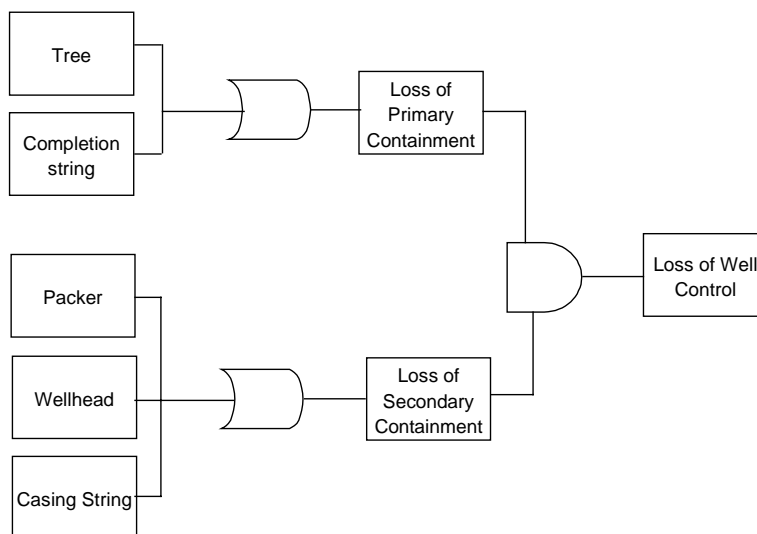 Tree
Completion
string
Loss of
Primary
Containment
Packer
Wellhead
Casing String
Loss of
Secondary
Containment
Loss of Well
Control